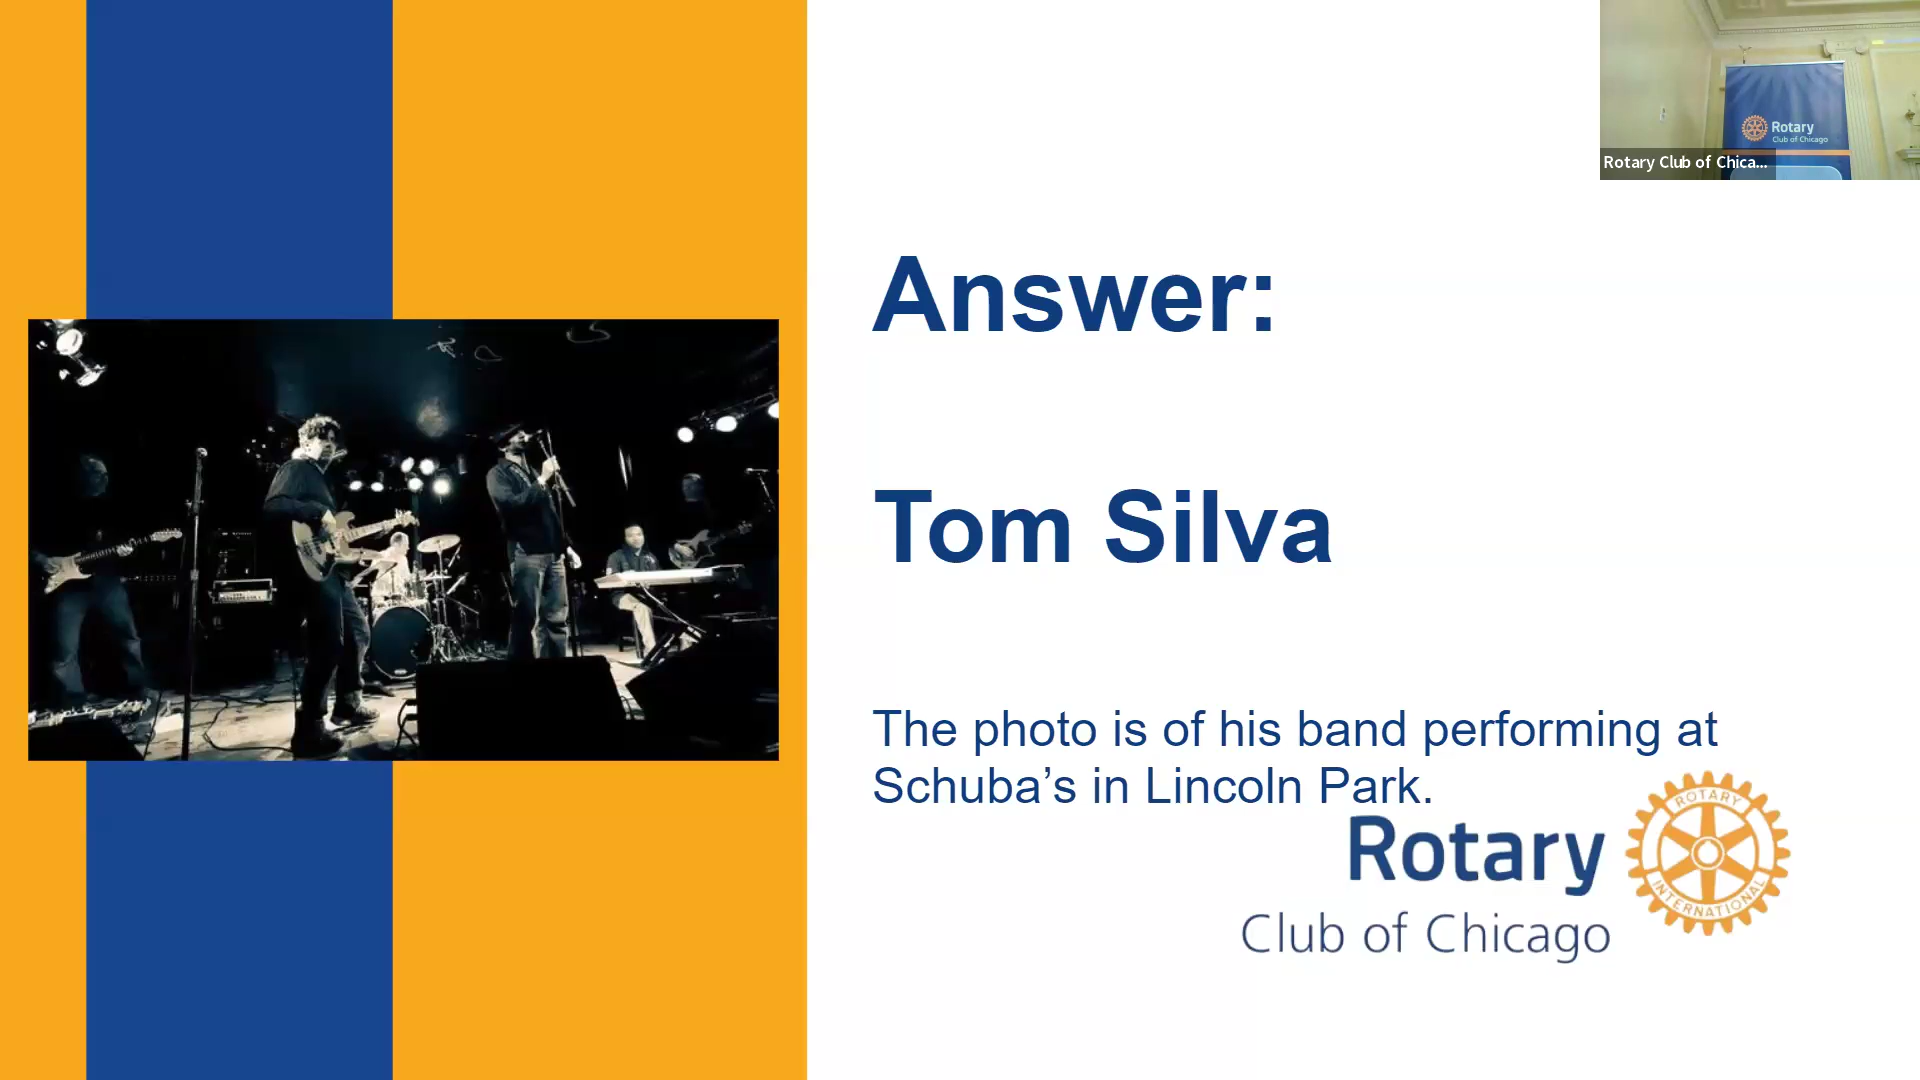 Answer:
Tom Silva
The photo is of his band performing at
Schuba’s in Lincoln Park.
Rotary
Club of Chicago
ROTARY
INTERNATIONAL
Rotary
Club of Chicago
Rotary Club of Chica...